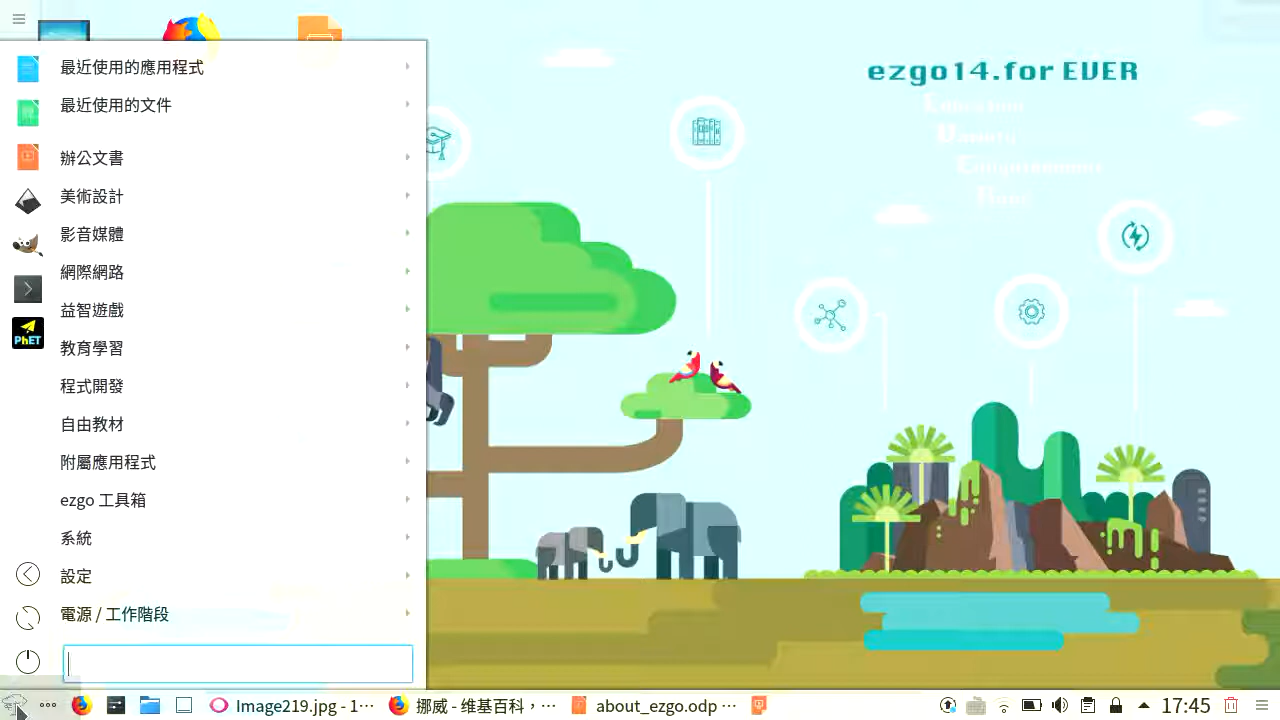 最近使用的應用程式
最近使用的文件
辦公文書
美術設計
影音媒體
網際網路
益智遊戲
教育學習
程式開發
自由教材
附屬應用程式
ezgo 工具箱
系統
設定
電源 / 工作階段
PhET
ezgo14.for EVER
Image219.jpg - 1⋯
挪威 - 维基百科，⋯
about_ezgo.odp ⋯
17:45